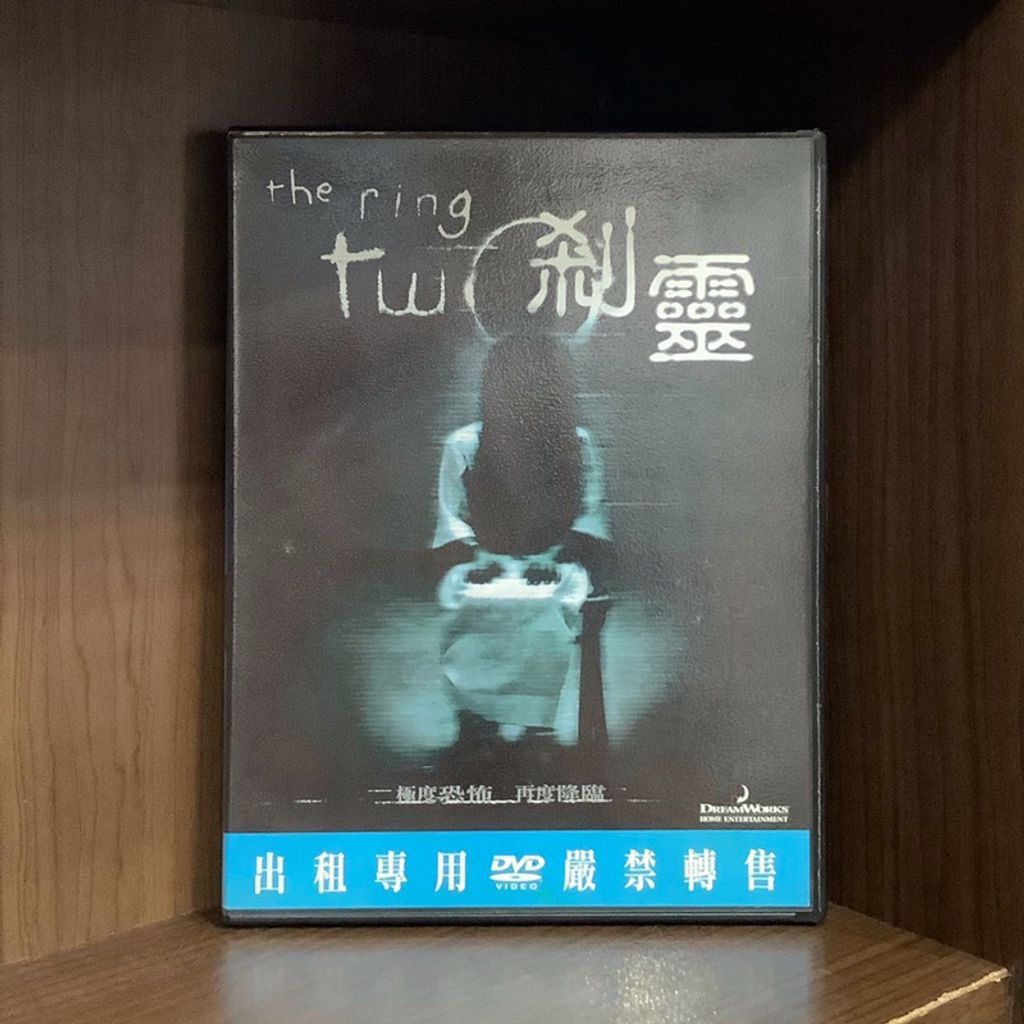 the ring
two 剎靈
極度恐怖 再度降臨
DREAMWORKS
HOME ENTERTAINMENT
出租專用 DVD VIDEO 嚴禁轉售